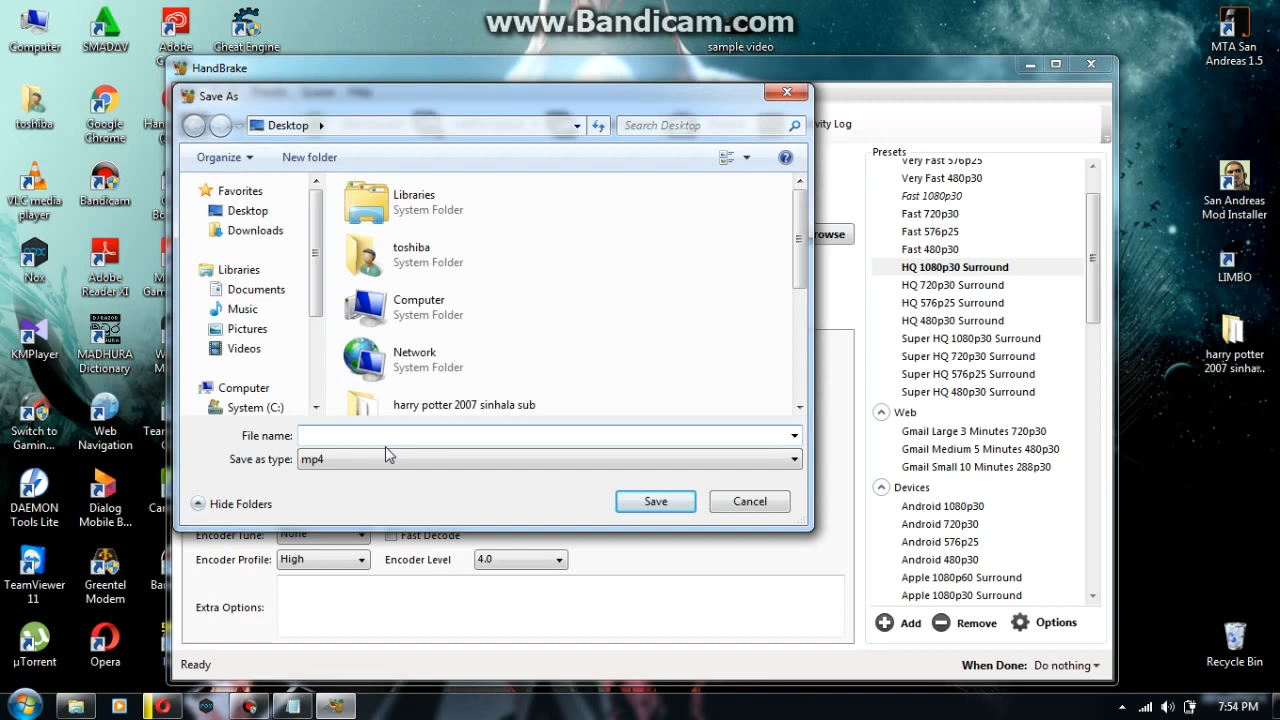 www.Bandicam.com
sample video
Computer
SMADΔV
Adobe
Cheat Engine
MTA San
Andreas 1.5
HandBrake
Save As
Help
toshiba
Google
Chrome
Desktop
Search Desktop
vity Log
Organize
New folder
Presets
Very Fast 576p25
Very Fast 480p30
Fast 1080p30
Fast 720p30
Fast 576p25
Fast 480p30
HQ 1080p30 Surround
HQ 720p30 Surround
HQ 576p25 Surround
HQ 480p30 Surround
Super HQ 1080p30 Surround
Super HQ 720p30 Surround
Super HQ 576p25 Surround
Super HQ 480p30 Surround
Web
Gmail Large 3 Minutes 720p30
Gmail Medium 5 Minutes 480p30
Gmail Small 10 Minutes 288p30
Devices
Android 1080p30
Android 720p30
Android 576p25
Android 480p30
Apple 1080p60 Surround
Apple 1080p30 Surround
Add
Remove
Options
VLC media
player
Bandicam
Favorites
Desktop
Downloads
Libraries
Documents
Music
Pictures
Videos
Computer
System (C:)
Libraries
System Folder
toshiba
System Folder
Computer
System Folder
Network
System Folder
harry potter 2007 sinhala sub
rowse
File name:
Save as type:
mp4
Hide Folders
Save
Cancel
Encoder Tune:
None
Fast Decode
Encoder Profile:
High
Encoder Level
4.0
Extra Options:
Ready
When Done:
Do nothing
Nox
Adobe
Reader XI
KMPlayer
MADHURA
Dictionary
Switch to
Gamin...
Web
Navigation
DAEMON
Tools Lite
Dialog
Mobile B...
TeamViewer
11
Greentel
Modem
µTorrent
Opera
San Andreas
Mod Installer
LIMBO
harry potter
2007 sinha...
Recycle Bin
7:54 PM